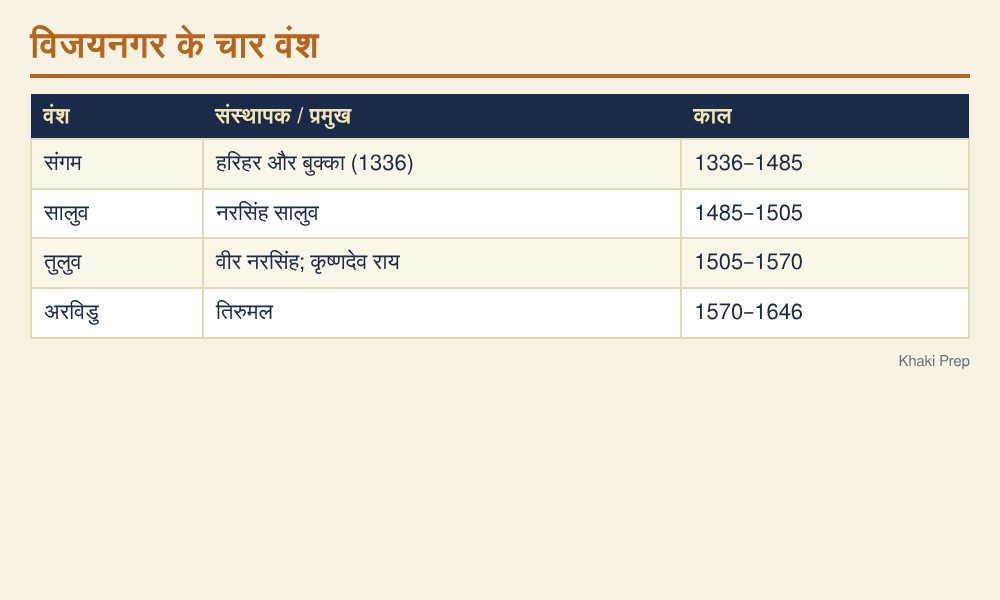 विजयनगर के चार वंश
वंश संस्थापक / प्रमुख काल
संगम हरिहर और बुक्का (1336) 1336–1485
सालुव नरसिंह सालुव 1485–1505
तुलुव वीर नरसिंह; कृष्णदेव राय 1505–1570
अरविडु तिरुमल 1570–1646
Khaki Prep